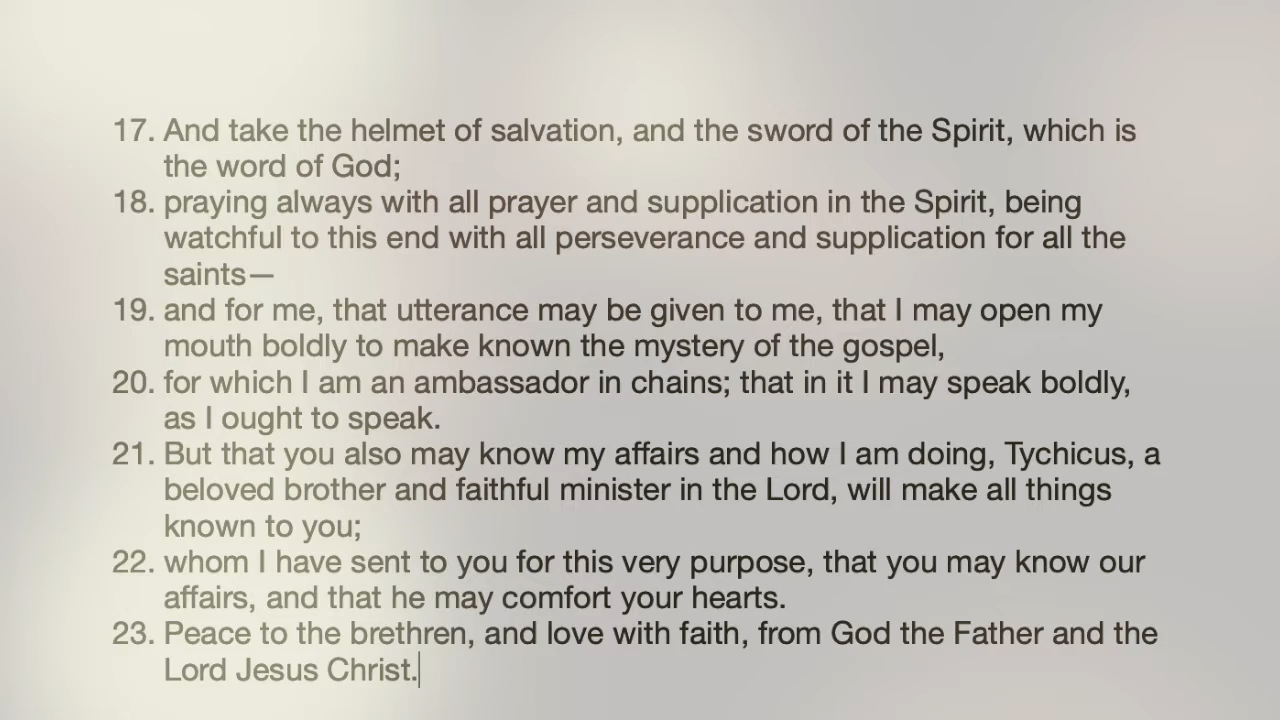 17. And take the helmet of salvation, and the sword of the Spirit, which is
the word of God;
18. praying always with all prayer and supplication in the Spirit, being
watchful to this end with all perseverance and supplication for all the
saints—
19. and for me, that utterance may be given to me, that I may open my
mouth boldly to make known the mystery of the gospel,
20. for which I am an ambassador in chains; that in it I may speak boldly,
as I ought to speak.
21. But that you also may know my affairs and how I am doing, Tychicus, a
beloved brother and faithful minister in the Lord, will make all things
known to you;
22. whom I have sent to you for this very purpose, that you may know our
affairs, and that he may comfort your hearts.
23. Peace to the brethren, and love with faith, from God the Father and the
Lord Jesus Christ.